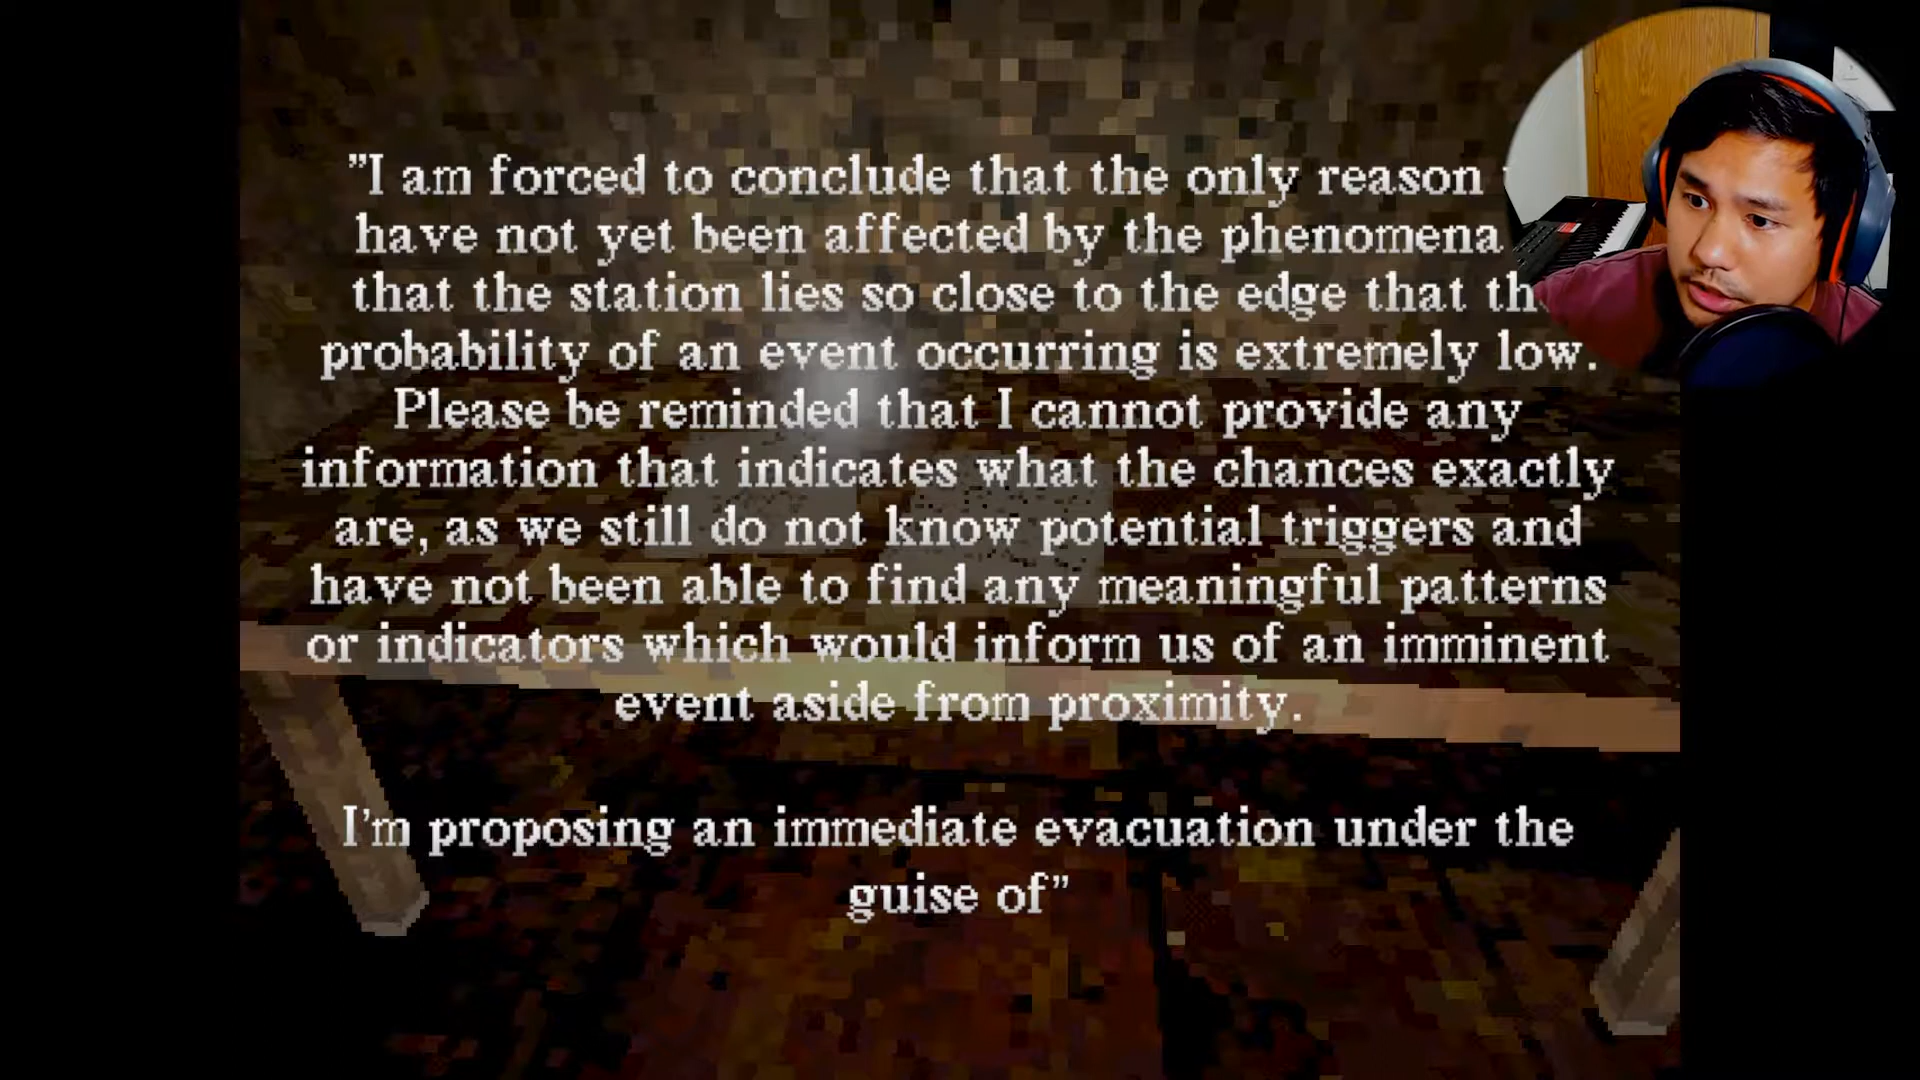 "I am forced to conclude that the only reason
have not yet been affected by the phenomena
that the station lies so close to the edge that
probability of an event occurring is extremely low.
Please be reminded that I cannot provide any
information that indicates what the chances exactly
are, as we still do not know potential triggers and
have not been able to find any meaningful patterns
or indicators which would inform us of an imminent
event aside from proximity.
I'm proposing an immediate evacuation under the
guise of"